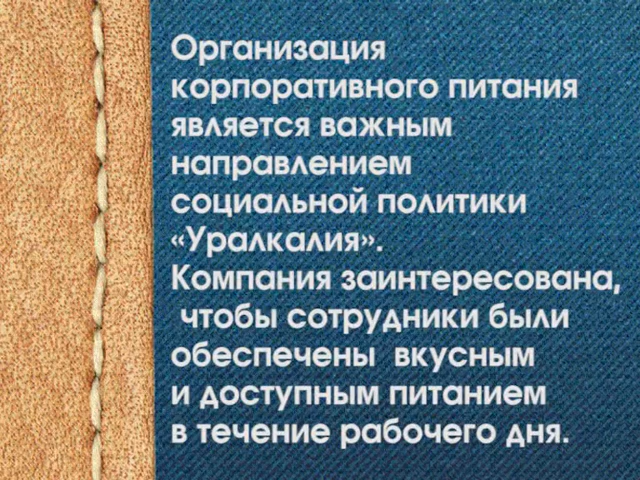 Организация
корпоративного питания
является важным
направлением
социальной политики
«Уралкалия».
Компания заинтересована,
чтобы сотрудники были
обеспечены вкусным
и доступным питанием
в течение рабочего дня.